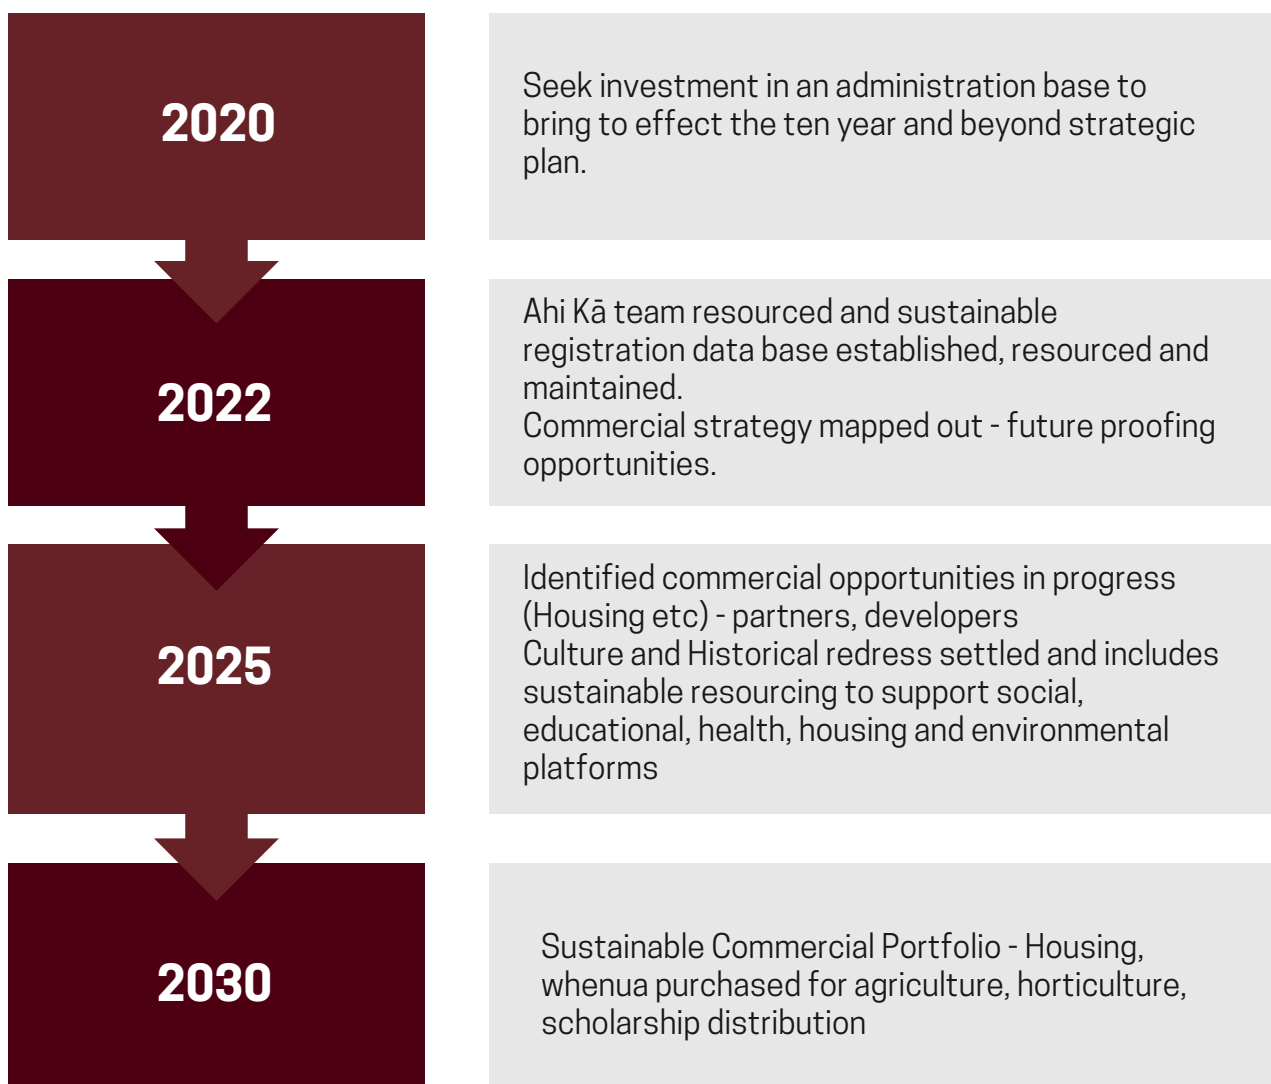 2020
Seek investment in an administration base to
bring to effect the ten year and beyond strategic
plan.
2022
Ahi Kā team resourced and sustainable
registration data base established, resourced and
maintained.
Commercial strategy mapped out - future proofing
opportunities.
2025
Identified commercial opportunities in progress
(Housing etc) - partners, developers
Culture and Historical redress settled and includes
sustainable resourcing to support social,
educational, health, housing and environmental
platforms
2030
Sustainable Commercial Portfolio - Housing,
whenua purchased for agriculture, horticulture,
scholarship distribution